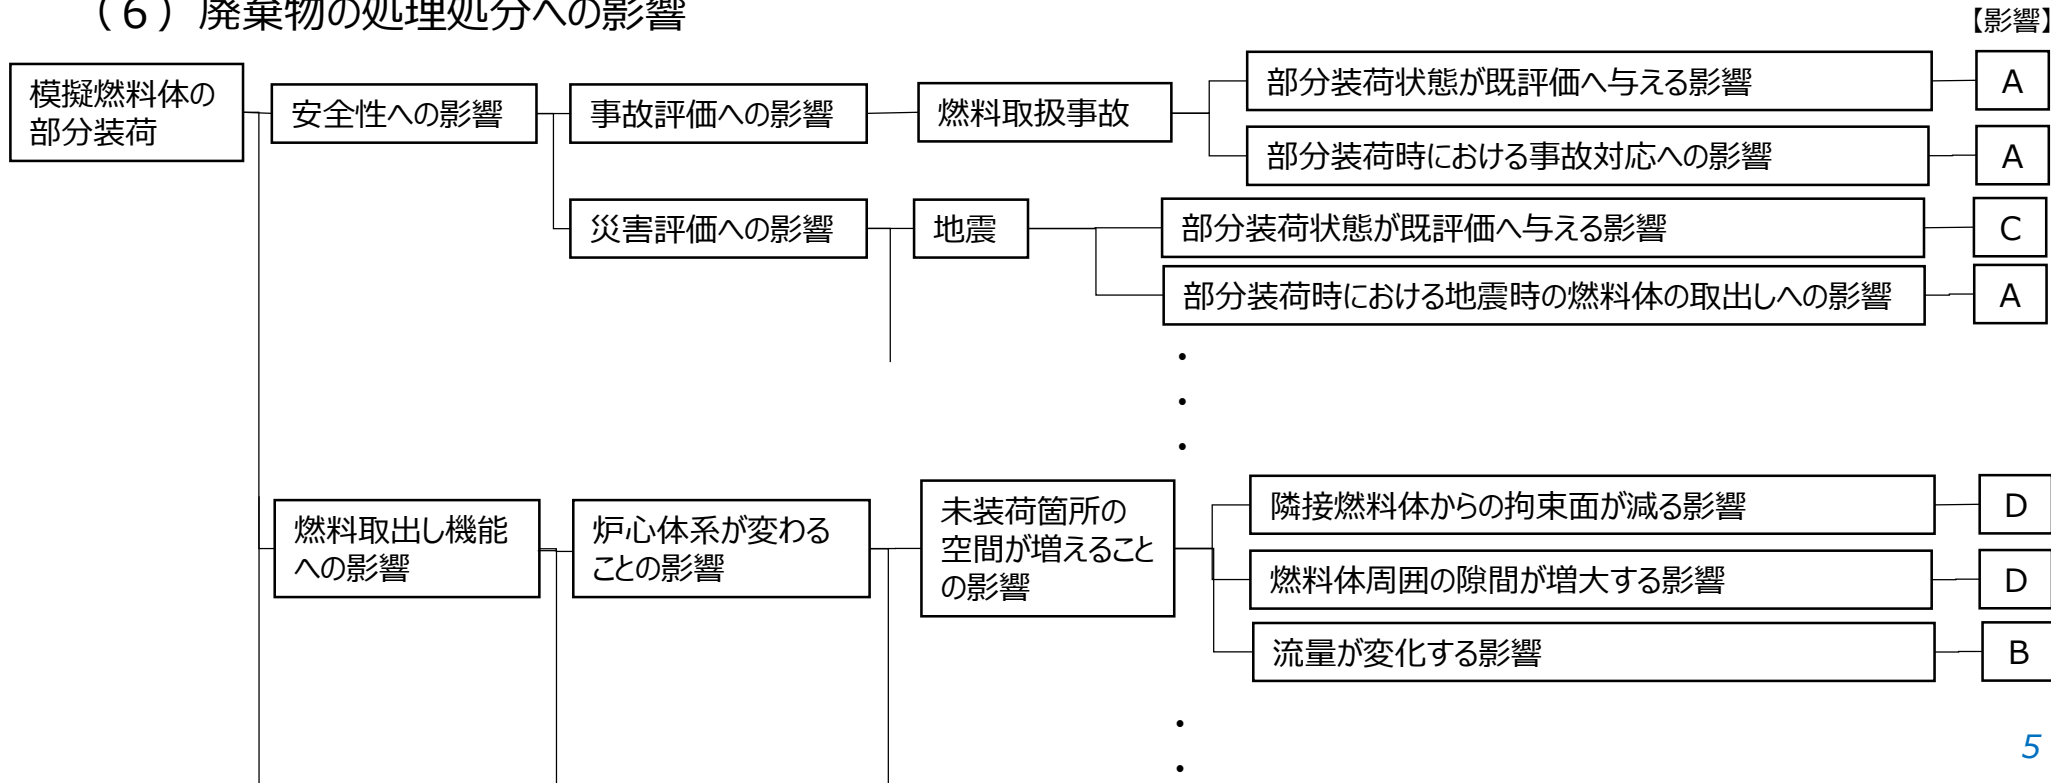 （６）廃棄物の処理処分への影響
【影響】
模擬燃料体の
部分装荷
安全性への影響
事故評価への影響
燃料取扱事故
部分装荷状態が既評価へ与える影響
A
部分装荷時における事故対応への影響
A
災害評価への影響
地震
部分装荷状態が既評価へ与える影響
C
部分装荷時における地震時の燃料体の取出しへの影響
A
・
・
・
燃料取出し機能
への影響
炉心体系が変わる
ことの影響
未装荷箇所の
空間が増えること
の影響
隣接燃料体からの拘束面が減る影響
D
燃料体周囲の隙間が増大する影響
D
流量が変化する影響
B
・
・
5